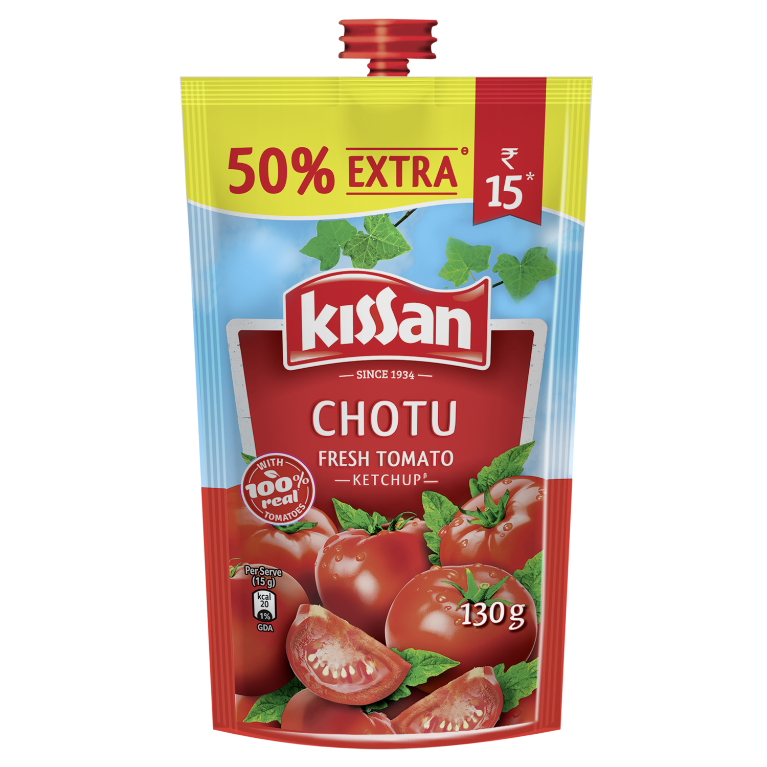 50% EXTRA⊖
₹
15*
kissan
SINCE 1934
CHOTU
FRESH TOMATO
KETCHUP
WITH
100%
real
TOMATOES
Per Serve
(15 g)
kcal
20
1%
GDA
130g